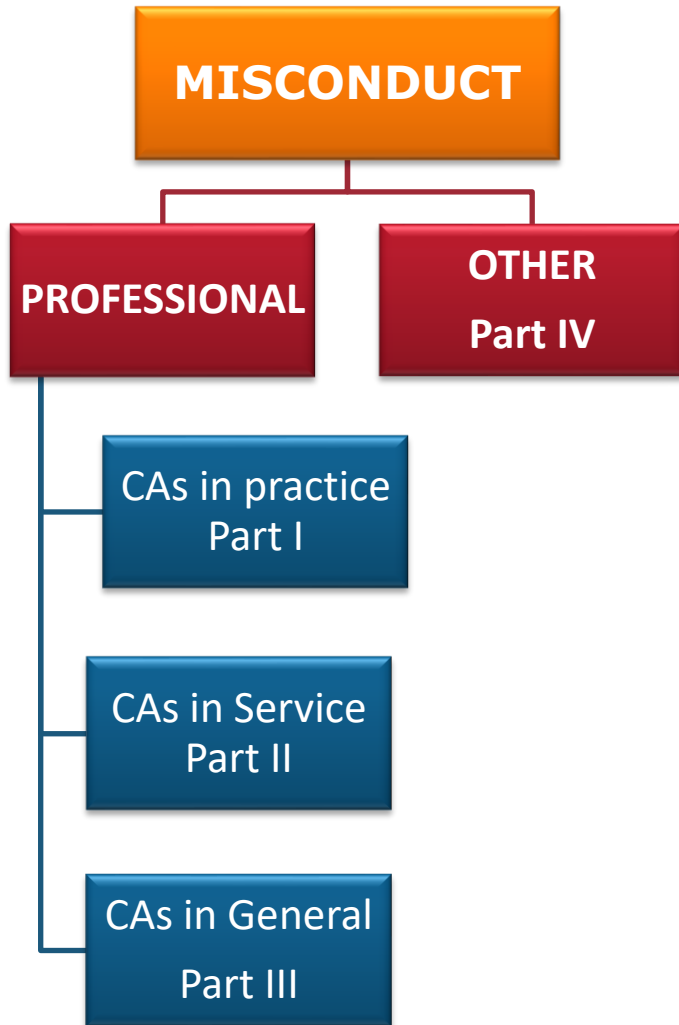 MISCONDUCT
PROFESSIONAL
OTHER
Part IV
CAs in practice
Part I
CAs in Service
Part II
CAs in General
Part III